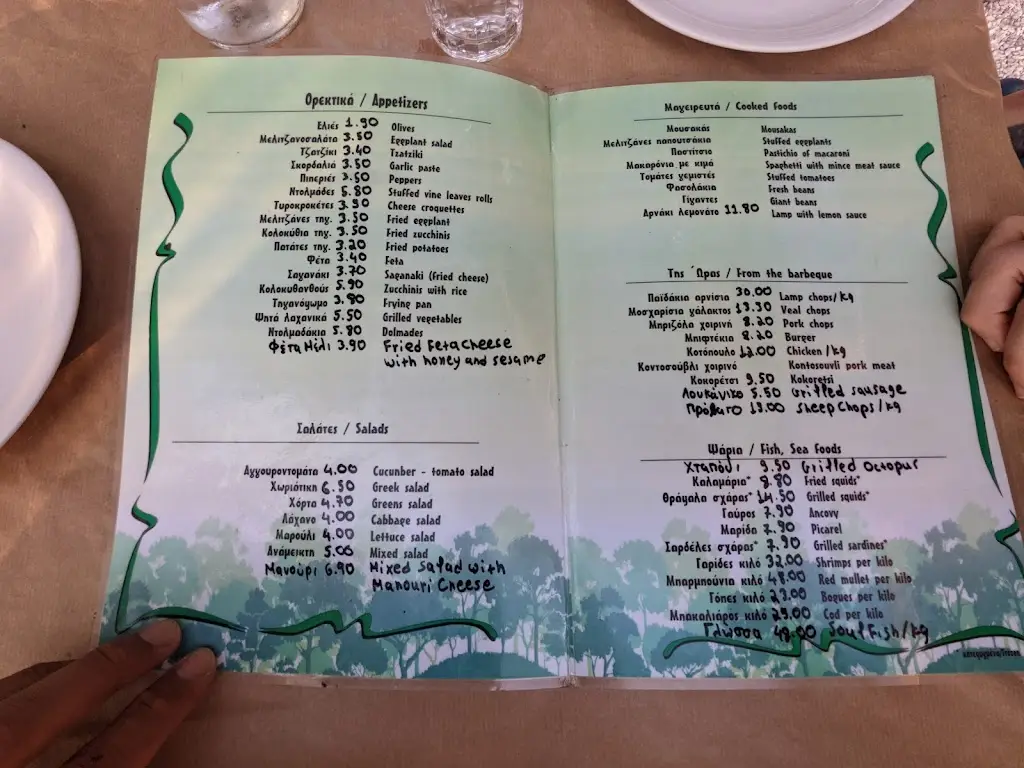 Ορεκτικά / Appetizers
Ελιές 1.90 Olives
Μελιτζανοσαλάτα 3.50 Eggplant salad
Τζατζίκι 3.40 Tzatziki
Σκορδαλιά 3.50 Garlic paste
Πιπεριές 3.50 Peppers
Ντολμάδες 5.80 Stuffed vine leaves rolls
Τυροκροκέτες 3.90 Cheese croquettes
Μελιτζάνες τηγ. 3.50 Fried eggplant
Κολοκύθια τηγ. 3.50 Fried zucchinis
Πατάτες τηγ. 3.20 Fried potatoes
Φέτα 3.40 Feta
Σαγανάκι 3.70 Saganaki (fried cheese)
Κολοκυθανθούς 5.90 Zucchinis with rice
Τηγανόψωμο 3.80 Frying pan
Ψητά λαχανικά 5.50 Grilled vegetables
Ντολμαδάκια 5.80 Dolmades
Φέτα Μέλι 3.90 Fried Feta cheese
with honey and sesame
Σαλάτες / Salads
Αγγουροντομάτα 4.00 Cucunber - tomato salad
Χωριάτικη 6.50 Greek salad
Χόρτα 4.70 Greens salad
Λάχανο 4.00 Cabbage salad
Μαρούλι 4.00 Lettuce salad
Ανάμεικτη 5.00 Mixed salad
Μανούρι 6.90 Mixed Salad with
Manouri Cheese
Μαγειρευτά / Cooked Foods
Μουσακάς Mousakas
Μελιτζάνες παπουτσάκια Stuffed eggplants
Παστίτσιο Pastichio of macaroni
Μακαρόνια με κιμά Spaghetti with mince meat sauce
Τομάτες γεμιστές Stuffed tomatoes
Φασολάκια Fresh beans
Γίγαντες Giant beans
Αρνάκι λεμονάτο 11.80 Lamp with lemon sauce
Της Ώρας / From the barbeque
Παϊδάκια αρνίσια 30.00 Lamp chops/kg
Μοσχαρίσια γάλακτος 13.30 Veal chops
Μπριζόλα χοιρινή 8.20 Pork chops
Μπιφτέκια 8.20 Burger
Κοτόπουλο 12.00 Chicken /kg
Κοντοσούβλι χοιρινό Kontosouvli pork meat
Κοκορέτσι 9.50 Kokoretsi
Λουκάνικο 5.50 Grilled sausage
Πρόβατο 13.00 sheep chops/kg
Ψάρια / Fish, Sea Foods
Χταπόδι 9.50 Grilled Octopus
Καλαμάρια* 8.80 Fried squids*
Θράψαλα σχάρας* 14.50 Grilled squids*
Γαύρος 7.90 Ancovy
Μαρίδα 7.90 Picarel
Σαρδέλες σχάρας* 7.90 Grilled sardines*
Γαρίδες κιλό 32.00 Shrimps per kilo
Μπαρμπούνια κιλό 48.00 Red mullet per kilo
Γόπες κιλό 23.00 Bogues per kilo
Μπακαλιάρος κιλό 29.00 Cod per kilo
Γλώσσα 48.00 Soul Fish/kg